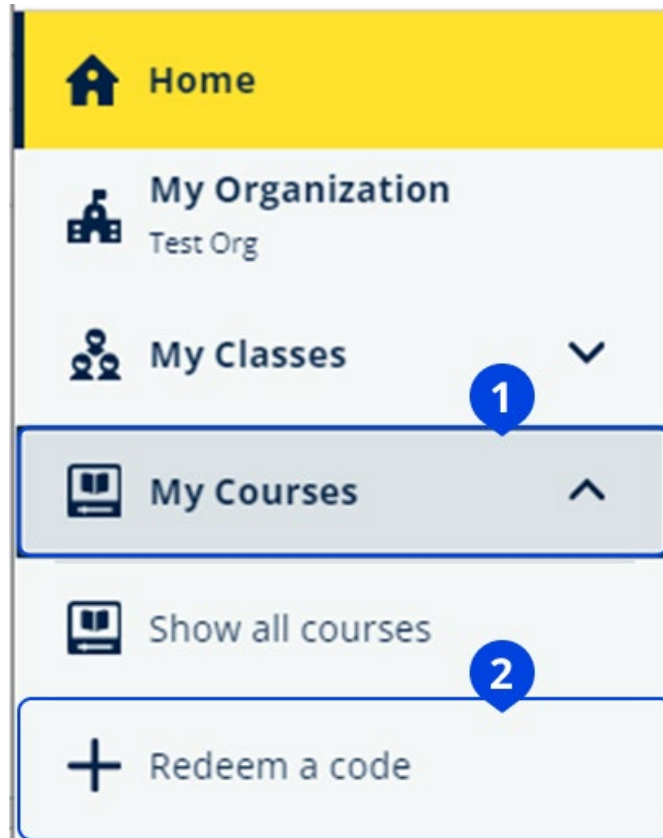 Home
My Organization
Test Org
My Classes
1
My Courses
Show all courses
2
Redeem a code